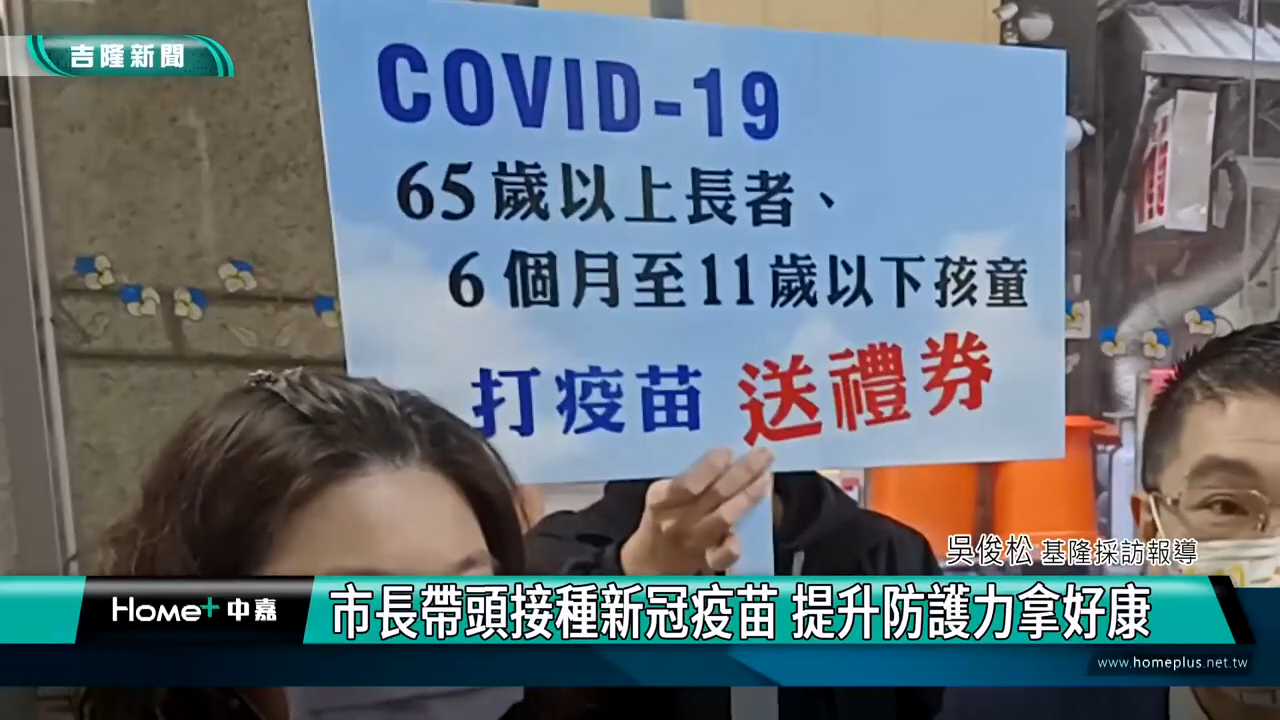 吉隆新聞
COVID-19
65歲以上長者、
6個月至11歲以下孩童
打疫苗 送禮券
吳俊松 基隆採訪報導
Home+ 中嘉
市長帶頭接種新冠疫苗 提升防護力拿好康
www.homeplus.net.tw